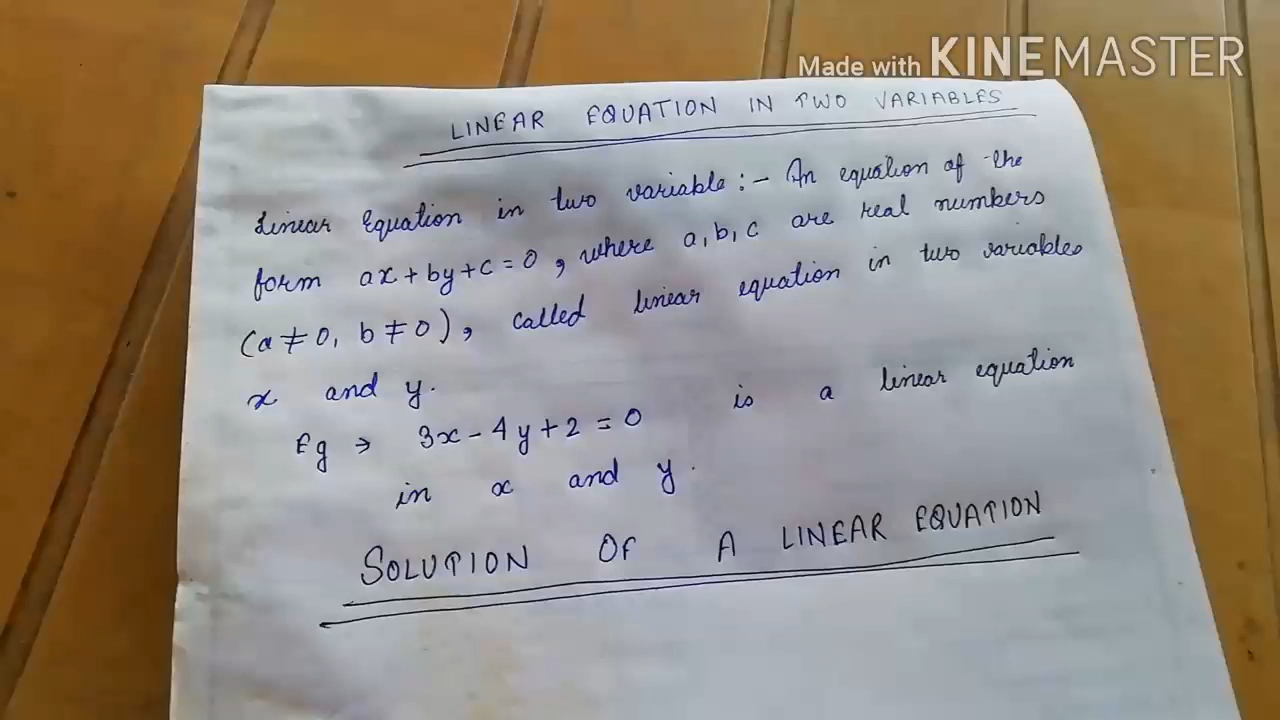 Made with KINEMASTER
LINEAR EQUATION IN TWO VARIABLES
Linear Equation in two variable :- An equation of the
form ax + by + c = 0, where a, b, c are real numbers
(a ≠ 0, b ≠ 0), called linear equation in two variables
x and y.
Eg → 3x - 4y + 2 = 0 is a linear equation
in x and y.
SOLUTION OF A LINEAR EQUATION